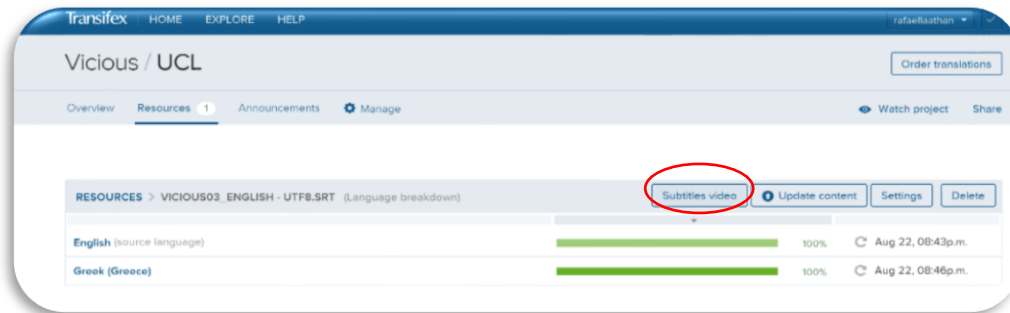 Transifex HOME EXPLORE HELP rafaellaathan
Vicious / UCL Order translations
Overview Resources 1 Announcements Manage Watch project Share
RESOURCES > VICIOUS03_ENGLISH - UTF8.SRT (Language breakdown) Subtitles video Update content Settings Delete
English (source language) 100% Aug 22, 08:43p.m.
Greek (Greece) 100% Aug 22, 08:46p.m.